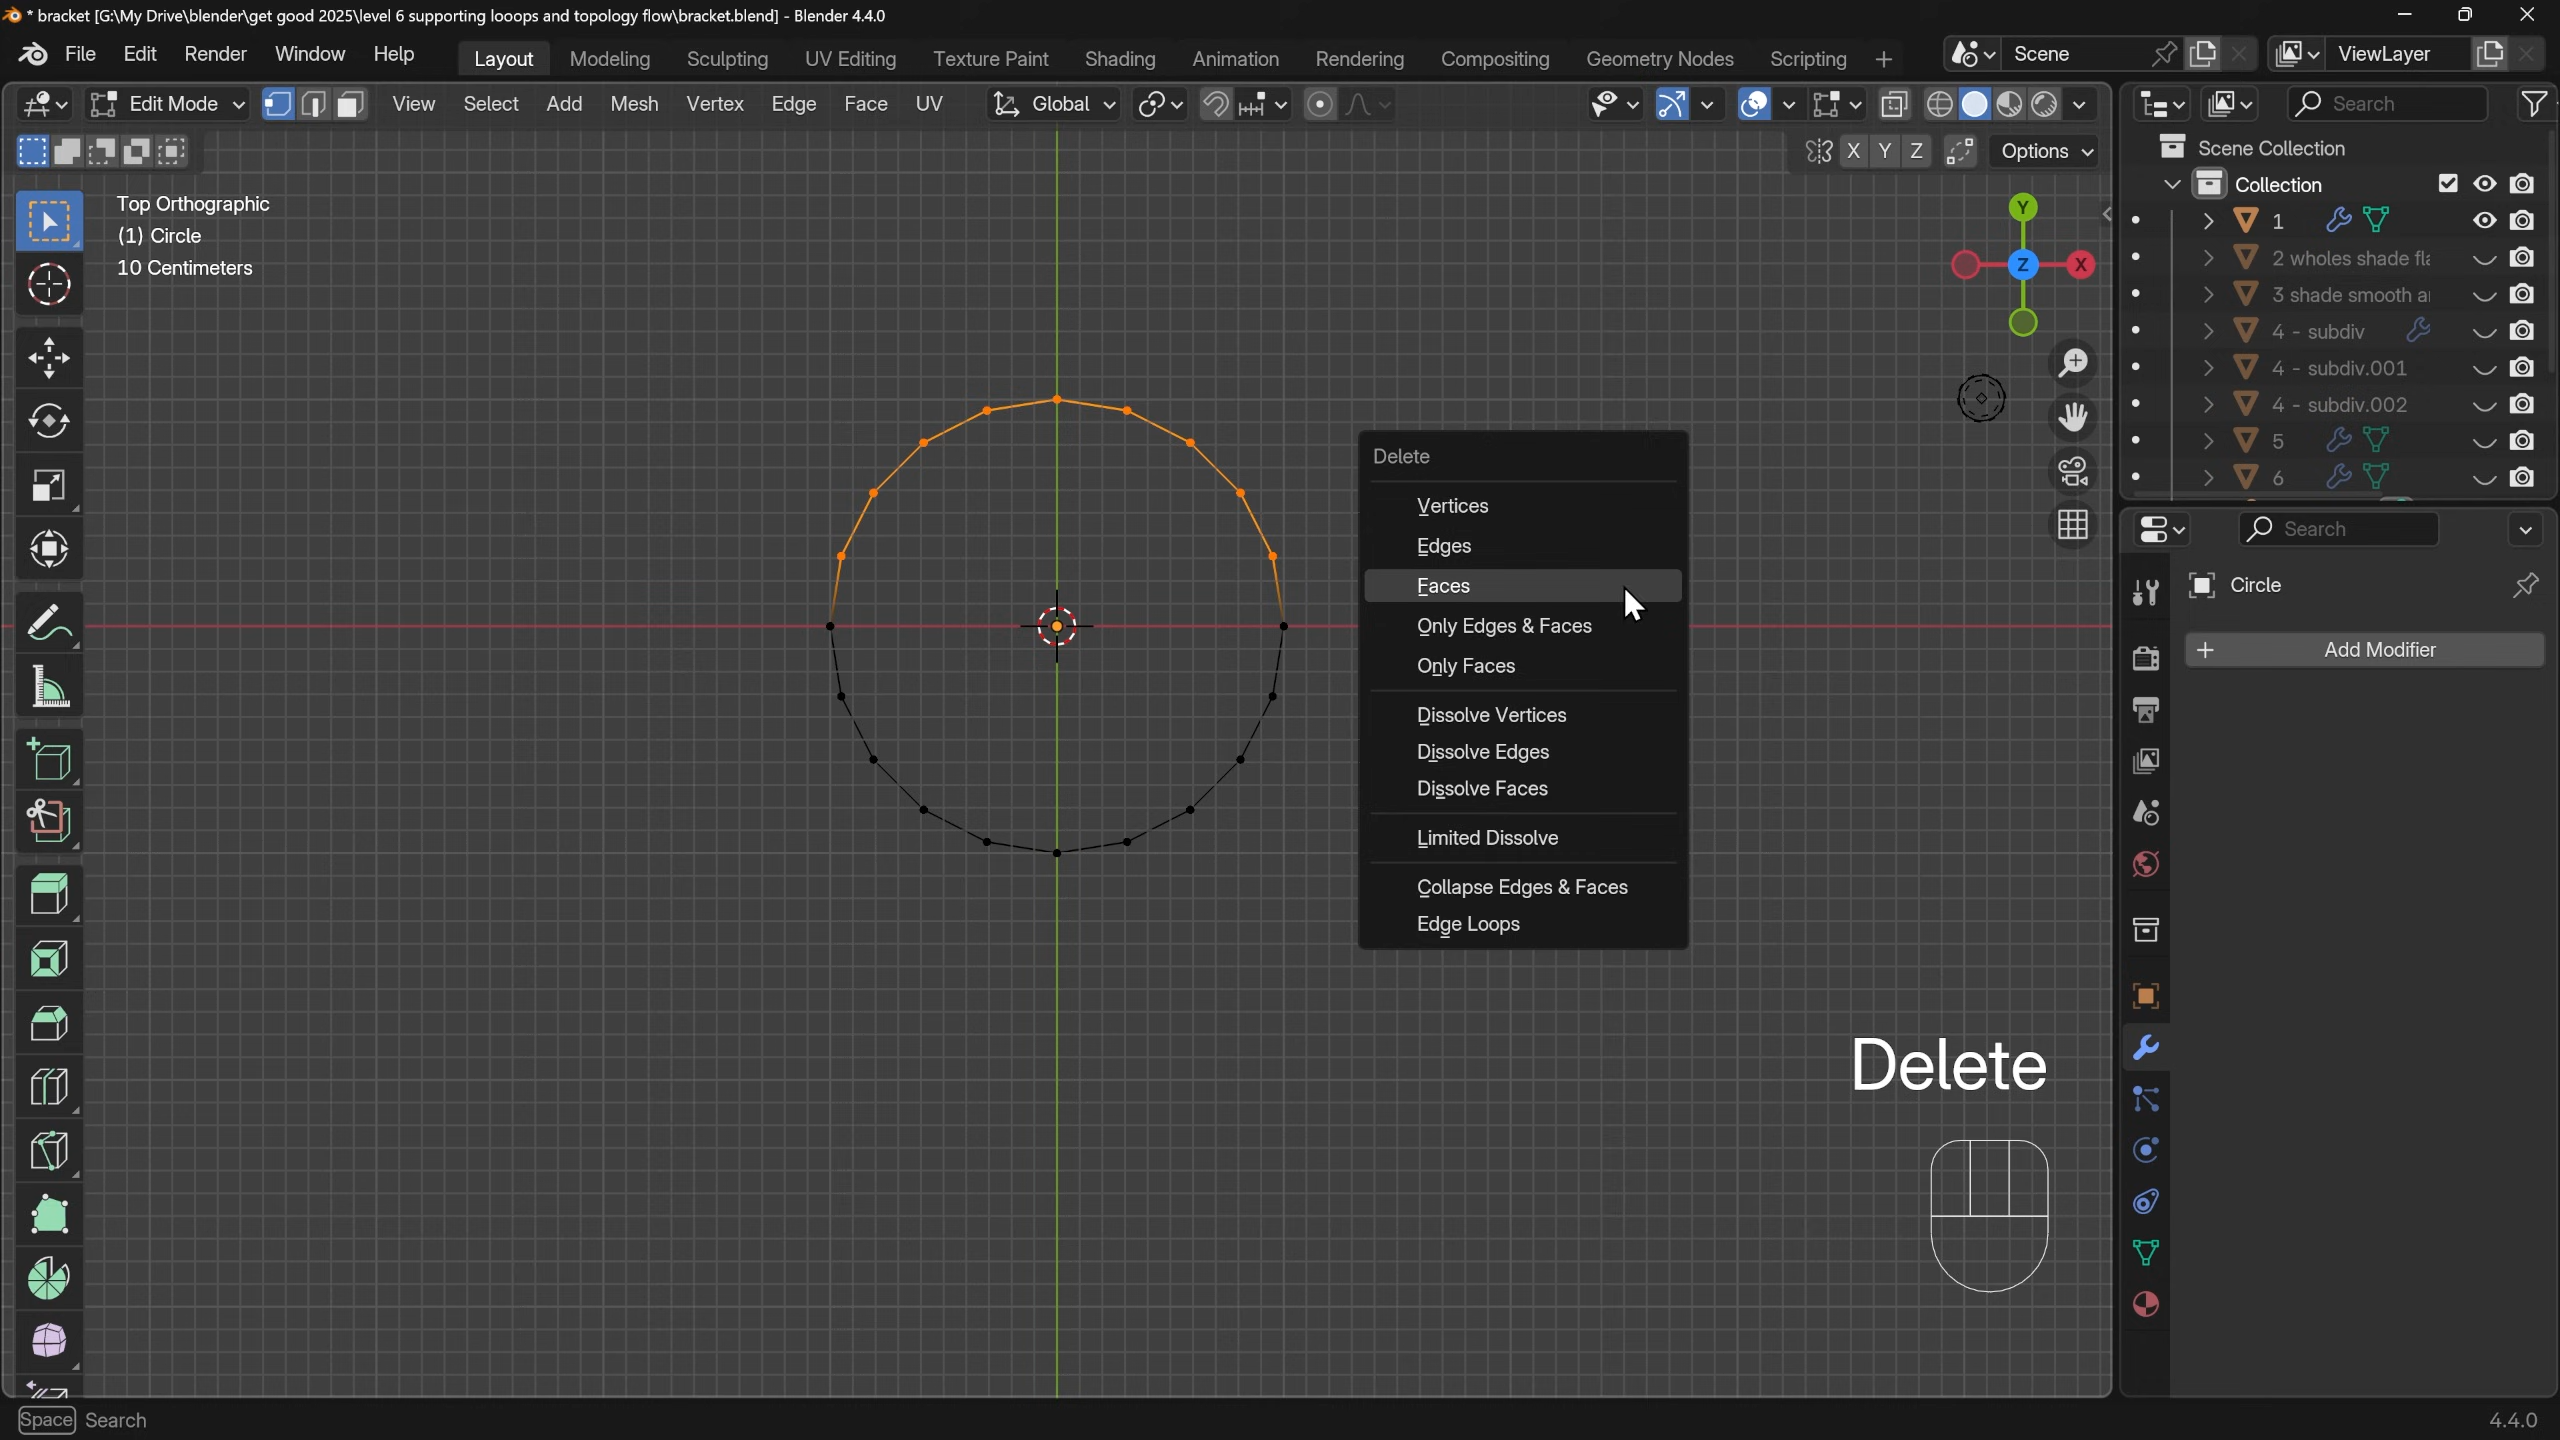 * bracket [G:\My Drive\blender\get good 2025\level 6 supporting looops and topology flow\bracket.blend] - Blender 4.4.0
File Edit Render Window Help Layout Modeling Sculpting UV Editing Texture Paint Shading Animation Rendering Compositing Geometry Nodes Scripting + Scene ViewLayer
Edit Mode View Select Add Mesh Vertex Edge Face UV Global Search
X Y Z Options
Scene Collection
Collection
Top Orthographic
(1) Circle
10 Centimeters
Y
Z
X
1
2 wholes shade fl
3 shade smooth a
4 - subdiv
4 - subdiv.001
4 - subdiv.002
5
6
Search
Circle
+ Add Modifier
Delete
Vertices
Edges
Faces
Only Edges & Faces
Only Faces
Dissolve Vertices
Dissolve Edges
Dissolve Faces
Limited Dissolve
Collapse Edges & Faces
Edge Loops
Delete
Space Search
4.4.0